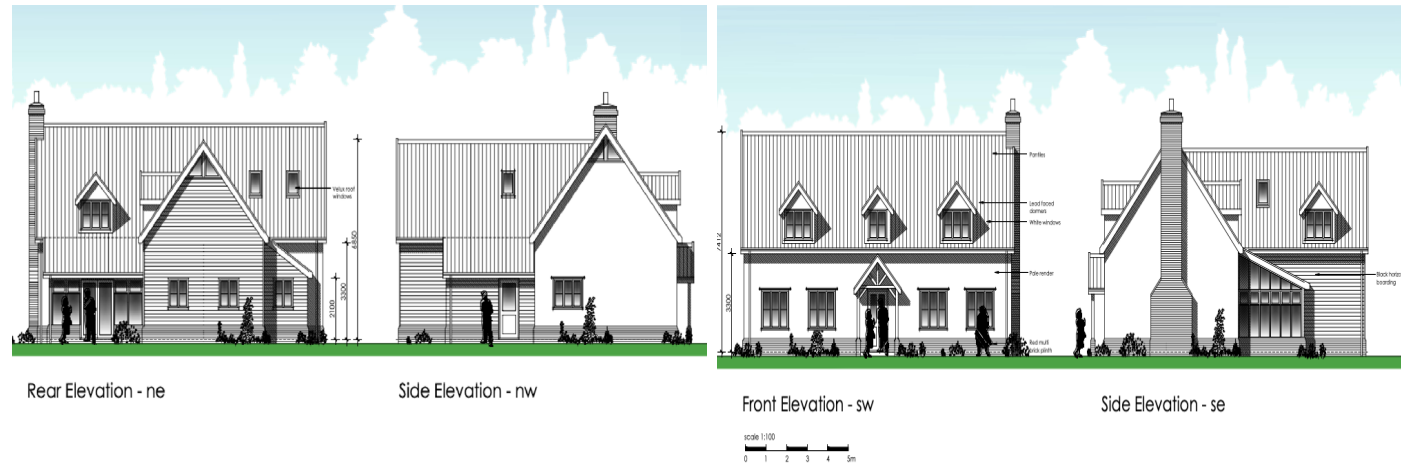 Velux roof
windows
6850
3300
2100
Rear Elevation - ne
Side Elevation - nw
7412
3300
Pantiles
Lead faced
dormers
White windows
Pale render
Red multi
brick plinth
Black horiz
boarding
Front Elevation - sw
Side Elevation - se
scale 1:100
0 1 2 3 4 5m